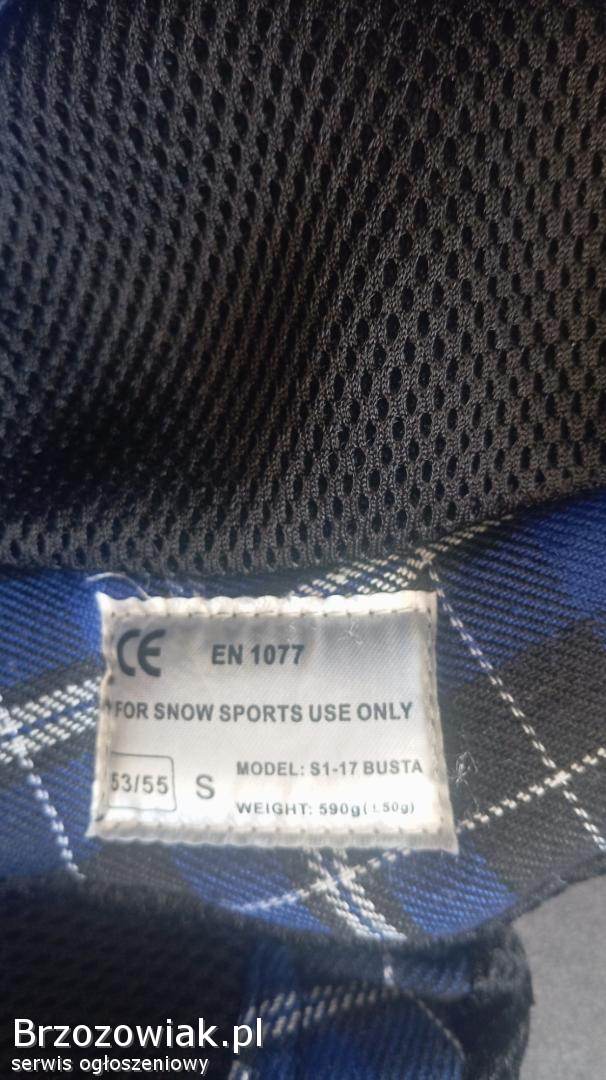 CE EN 1077
FOR SNOW SPORTS USE ONLY
53/55 S MODEL: S1-17 BUSTA
WEIGHT: 590g(±50g)
Brzozowiak.pl
serwis ogłoszeniowy